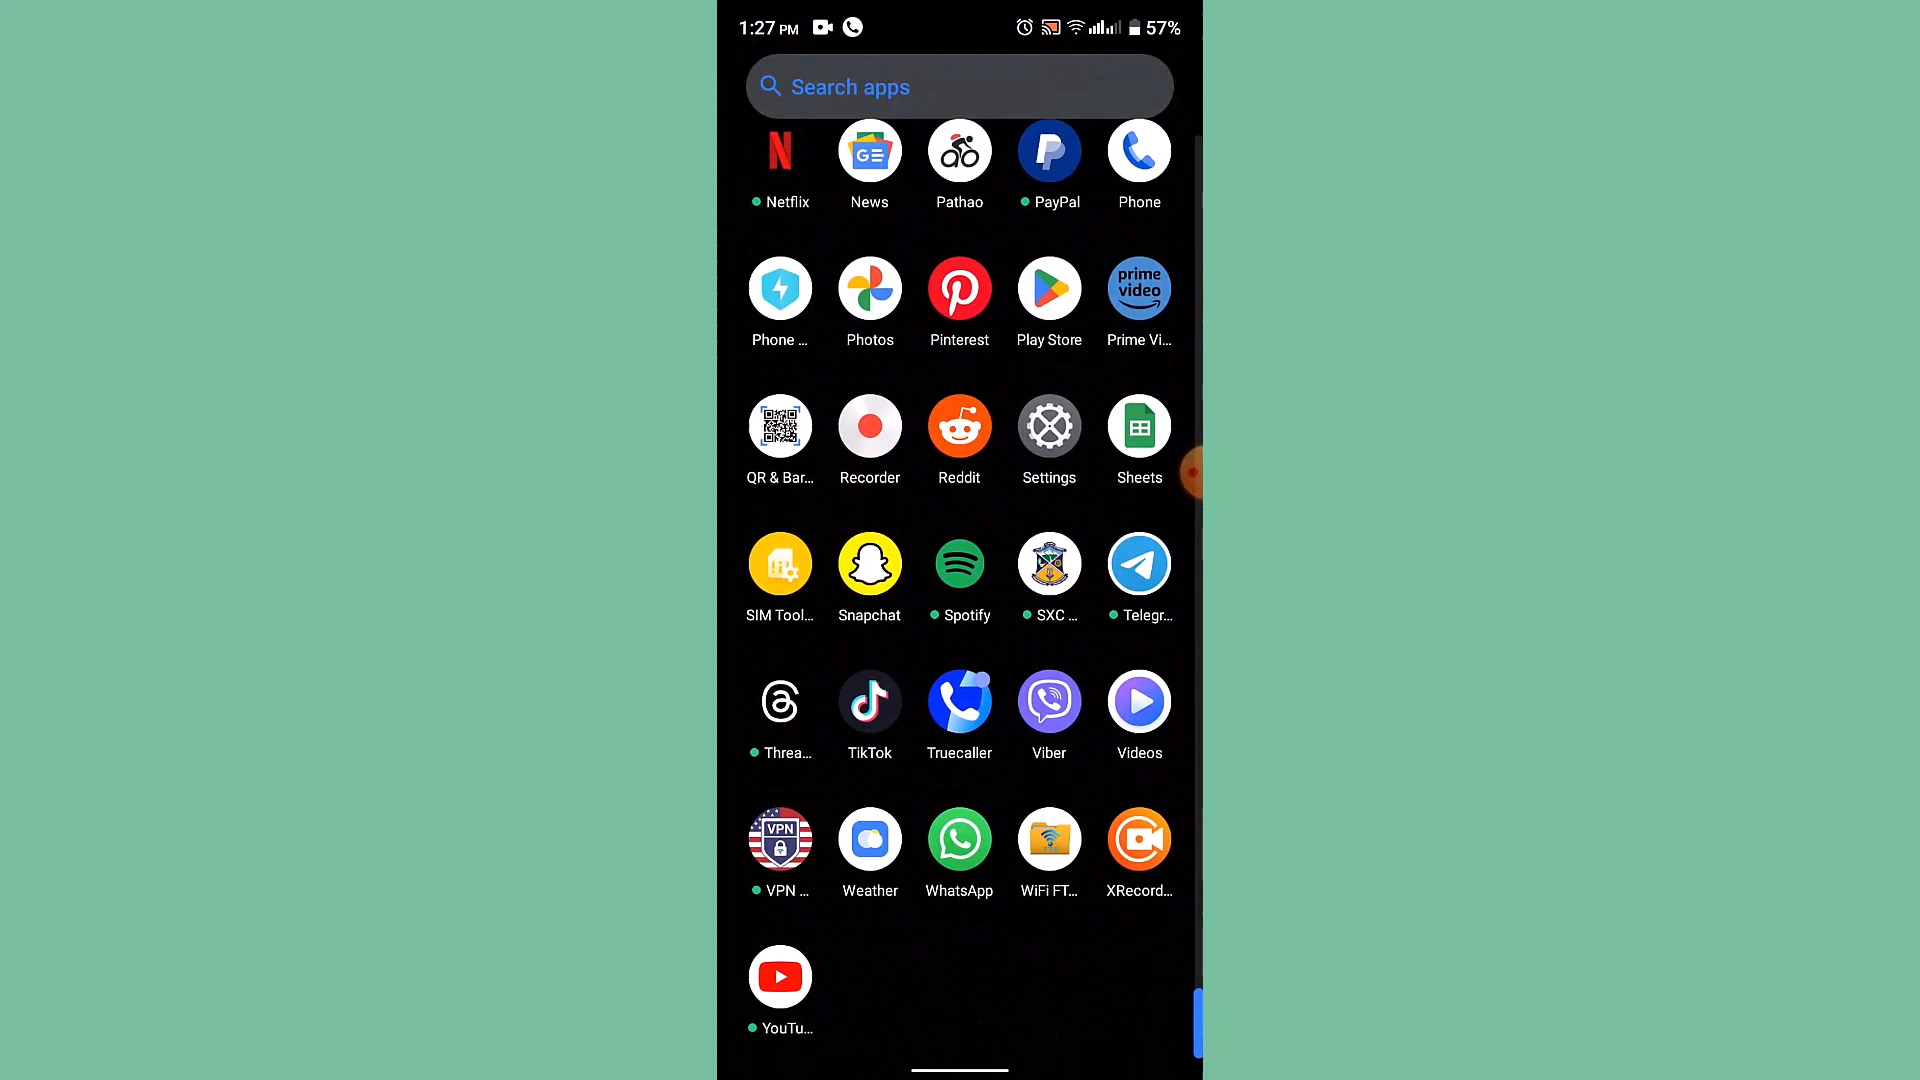 1:27 PM 57%
Search apps
N GE P
Netflix News Pathao PayPal Phone
prime
video
Phone ... Photos Pinterest Play Store Prime Vi...
QR & Bar... Recorder Reddit Settings Sheets
SIM Tool... Snapchat Spotify SXC ... Telegr...
Threa... TikTok Truecaller Viber Videos
VPN
FTP
VPN ... Weather WhatsApp WiFi FT... XRecord...
YouTu...